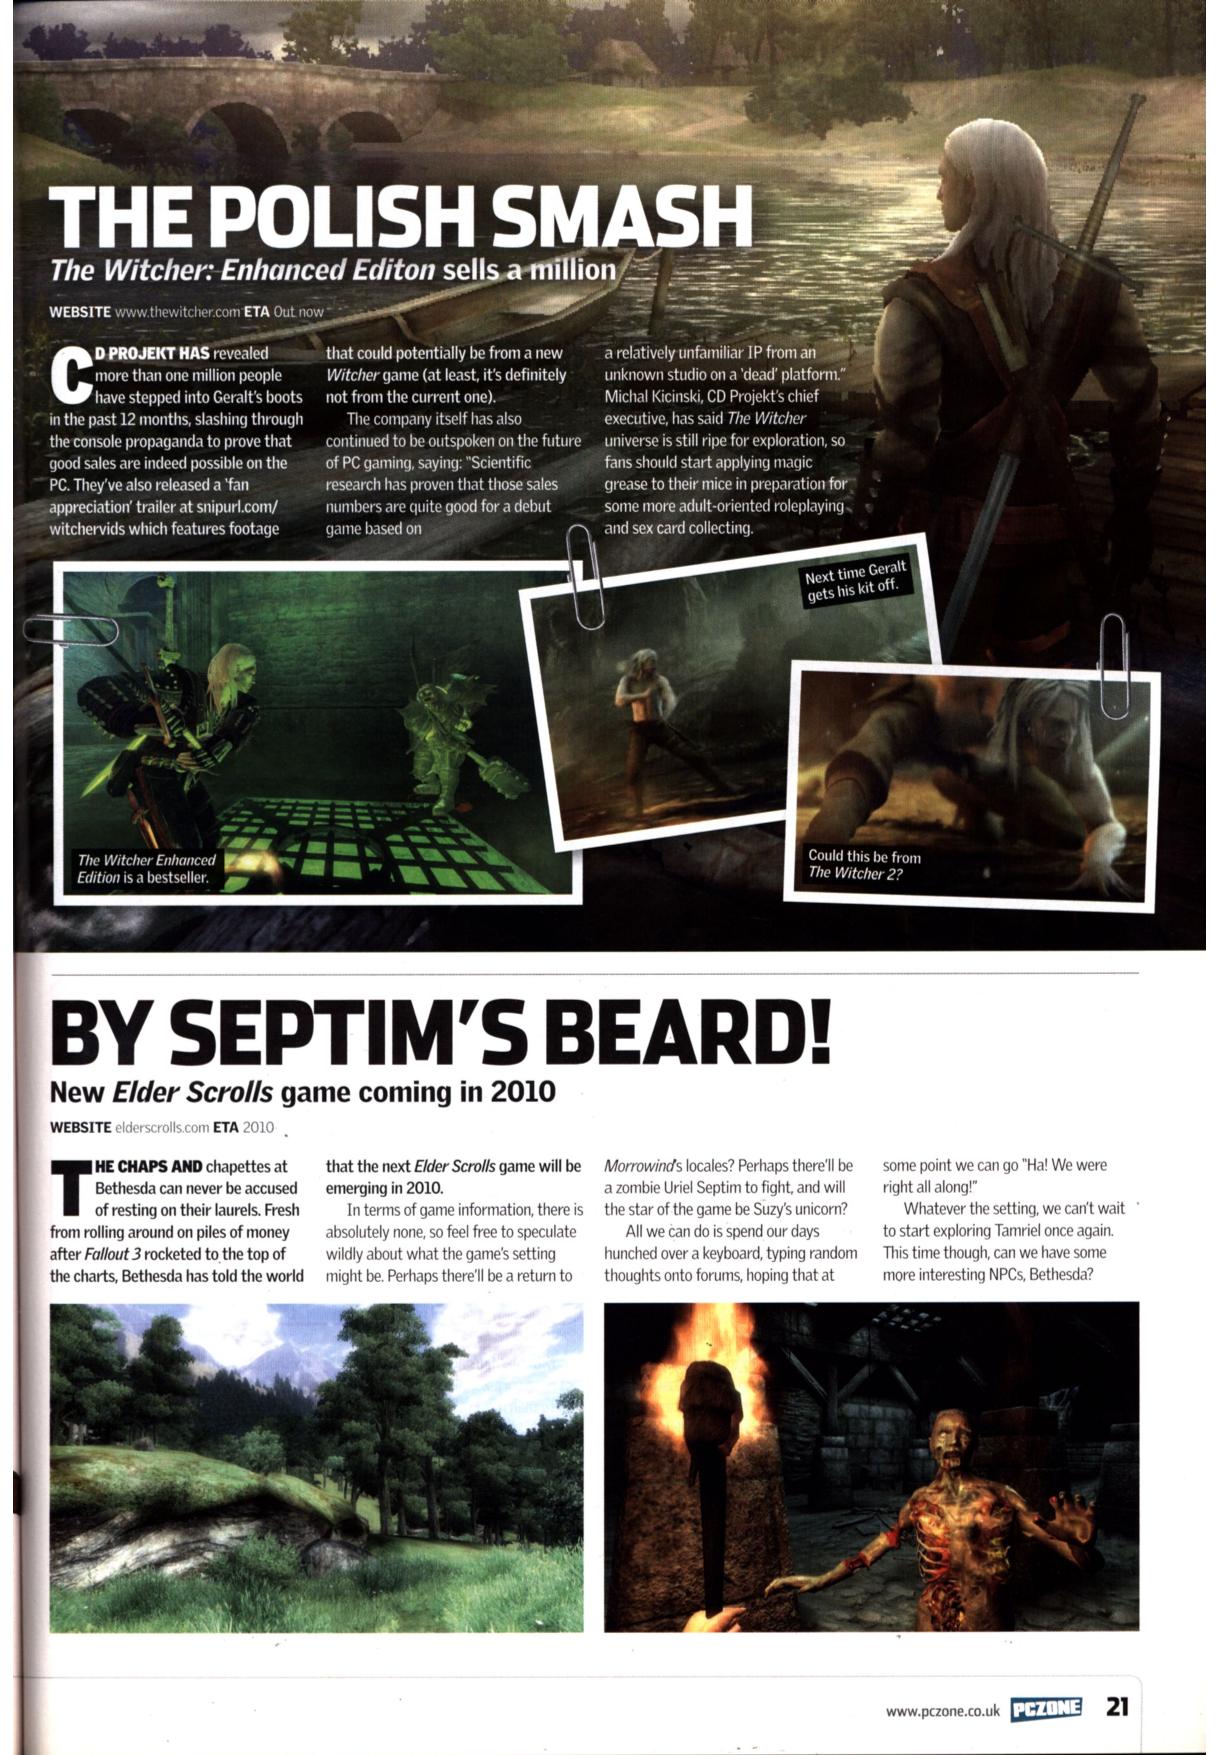 THE POLISH SMASH
The Witcher: Enhanced Editon sells a million
WEBSITE www.thewitcher.com ETA Out now
CD PROJEKT HAS revealed
more than one million people
have stepped into Geralt's boots
in the past 12 months, slashing through
the console propaganda to prove that
good sales are indeed possible on the
PC. They've also released a 'fan
appreciation' trailer at snipurl.com/
witchervids which features footage
that could potentially be from a new
Witcher game (at least, it's definitely
not from the current one).
The company itself has also
continued to be outspoken on the future
of PC gaming, saying: "Scientific
research has proven that those sales
numbers are quite good for a debut
game based on
a relatively unfamiliar IP from an
unknown studio on a 'dead' platform."
Michal Kicinski, CD Projekt's chief
executive, has said The Witcher
universe is still ripe for exploration, so
fans should start applying magic
grease to their mice in preparation for
some more adult-oriented roleplaying
and sex card collecting.
Next time Geralt
gets his kit off.
The Witcher Enhanced
Edition is a bestseller.
Could this be from
The Witcher 2?
BY SEPTIM'S BEARD!
New Elder Scrolls game coming in 2010
WEBSITE elderscrolls.com ETA 2010
THE CHAPS AND chapettes at
Bethesda can never be accused
of resting on their laurels. Fresh
from rolling around on piles of money
after Fallout 3 rocketed to the top of
the charts, Bethesda has told the world
that the next Elder Scrolls game will be
emerging in 2010.
In terms of game information, there is
absolutely none, so feel free to speculate
wildly about what the game's setting
might be. Perhaps there'll be a return to
Morrowind's locales? Perhaps there'll be
a zombie Uriel Septim to fight, and will
the star of the game be Suzy's unicorn?
All we can do is spend our days
hunched over a keyboard, typing random
thoughts onto forums, hoping that at
some point we can go "Ha! We were
right all along!"
Whatever the setting, we can't wait
to start exploring Tamriel once again.
This time though, can we have some
more interesting NPCs, Bethesda?
www.pczone.co.uk PCZONE 21